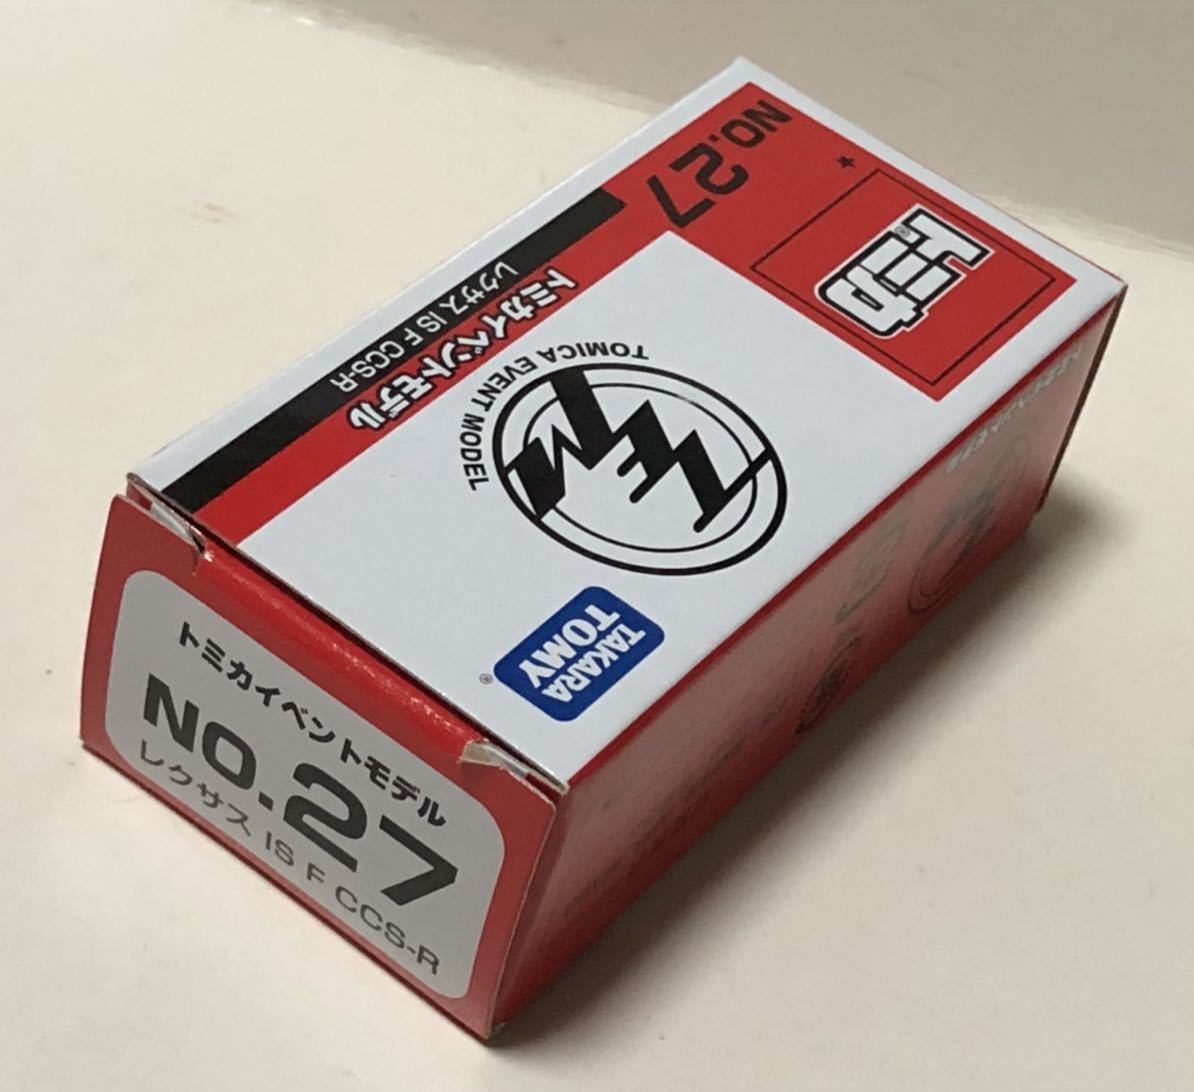 NO.27
トミカ®
トミカイベントモデル
レクサス IS F CCS-R
TOMICA EVENT MODEL
TEM
TAKARA
TOMY®
トミカイベントモデル
NO.27
レクサス IS F CCS-R